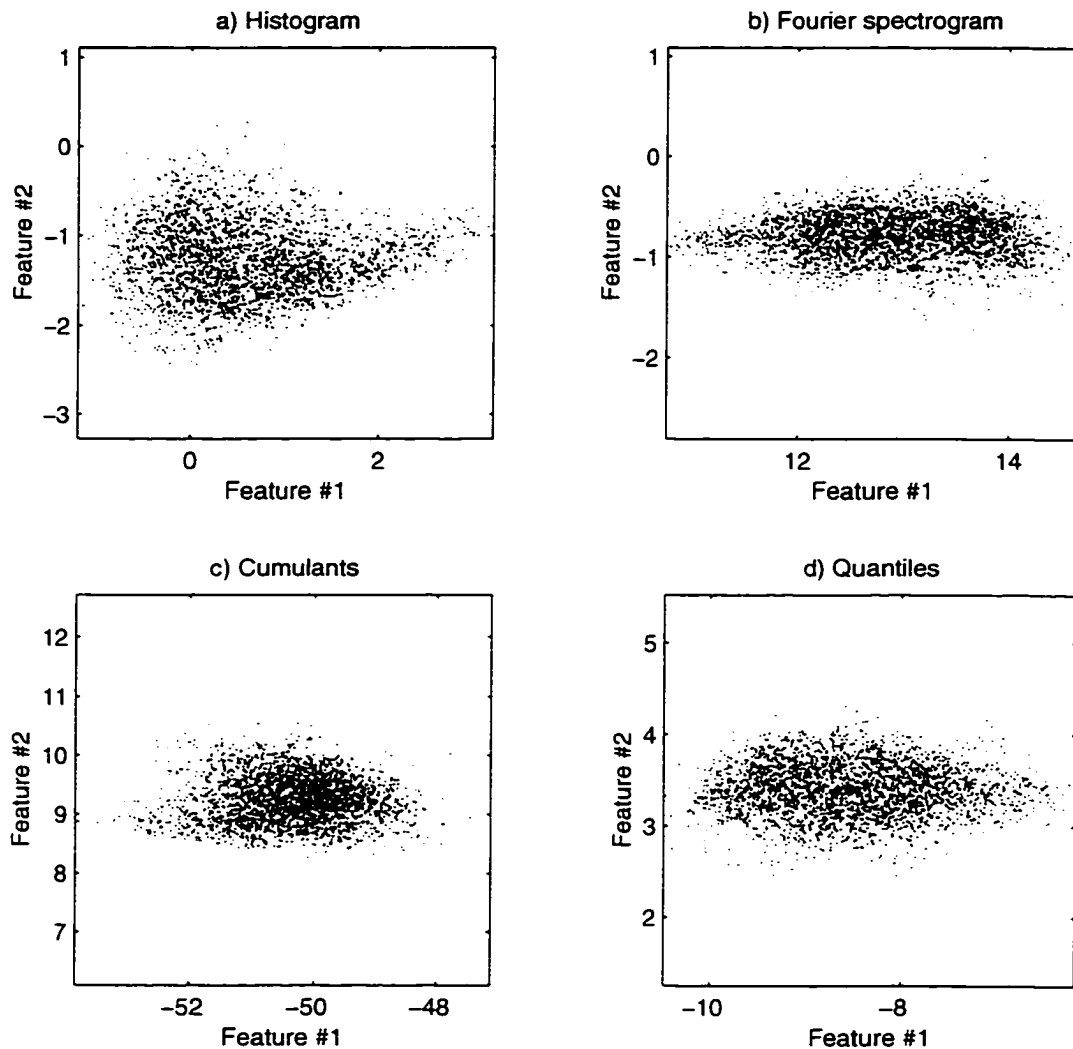 a) Histogram
1
0
−1
−2
−3
Feature #2
0 2
Feature #1
b) Fourier spectrogram
1
0
−1
−2
Feature #2
12 14
Feature #1
c) Cumulants
12
11
10
9
8
7
Feature #2
−52 −50 −48
Feature #1
d) Quantiles
5
4
3
2
Feature #2
−10 −8
Feature #1